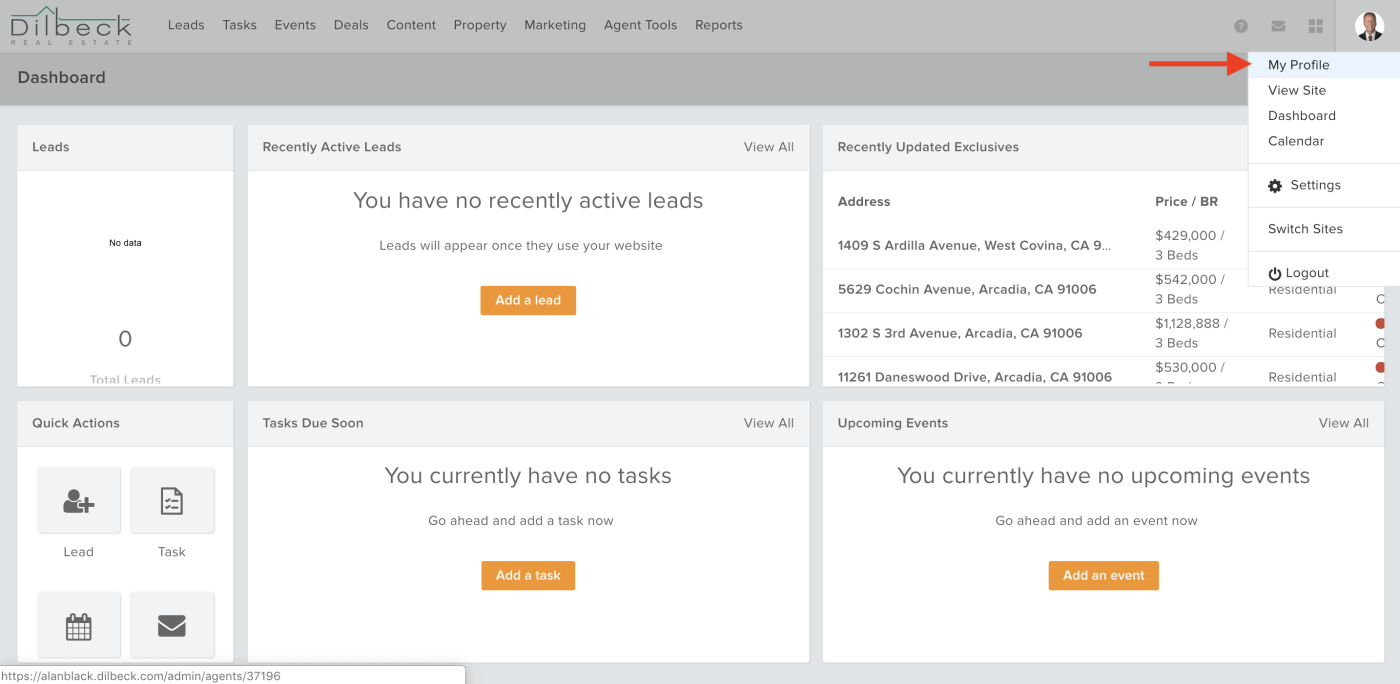 Dilbeck
REAL ESTATE
Leads Tasks Events Deals Content Property Marketing Agent Tools Reports
Dashboard
My Profile
View Site
Dashboard
Calendar
Settings
Switch Sites
Logout
Leads
No data
0
Total Leads
Recently Active Leads View All
You have no recently active leads
Leads will appear once they use your website
Add a lead
Recently Updated Exclusives
Address Price / BR
1409 S Ardilla Avenue, West Covina, CA 9... $429,000 /
3 Beds
5629 Cochin Avenue, Arcadia, CA 91006 $542,000 / Residential
3 Beds
1302 S 3rd Avenue, Arcadia, CA 91006 $1,128,888 / Residential
3 Beds
11261 Daneswood Drive, Arcadia, CA 91006 $530,000 / Residential
Quick Actions
Lead Task
Tasks Due Soon View All
You currently have no tasks
Go ahead and add a task now
Add a task
Upcoming Events View All
You currently have no upcoming events
Go ahead and add an event now
Add an event
https://alanblack.dilbeck.com/admin/agents/37196